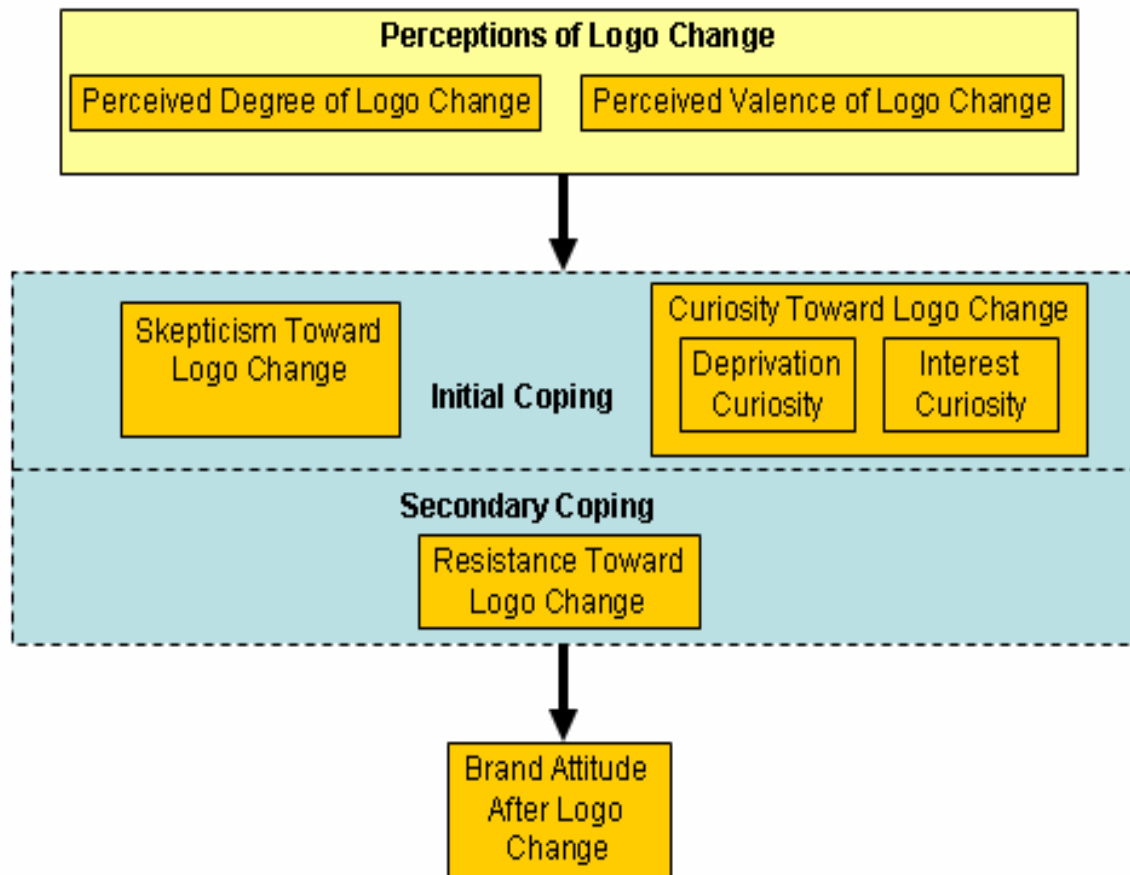 Perceptions of Logo Change
Perceived Degree of Logo Change
Perceived Valence of Logo Change
Skepticism Toward
Logo Change
Initial Coping
Curiosity Toward Logo Change
Deprivation
Curiosity
Interest
Curiosity
Secondary Coping
Resistance Toward
Logo Change
Brand Attitude
After Logo
Change